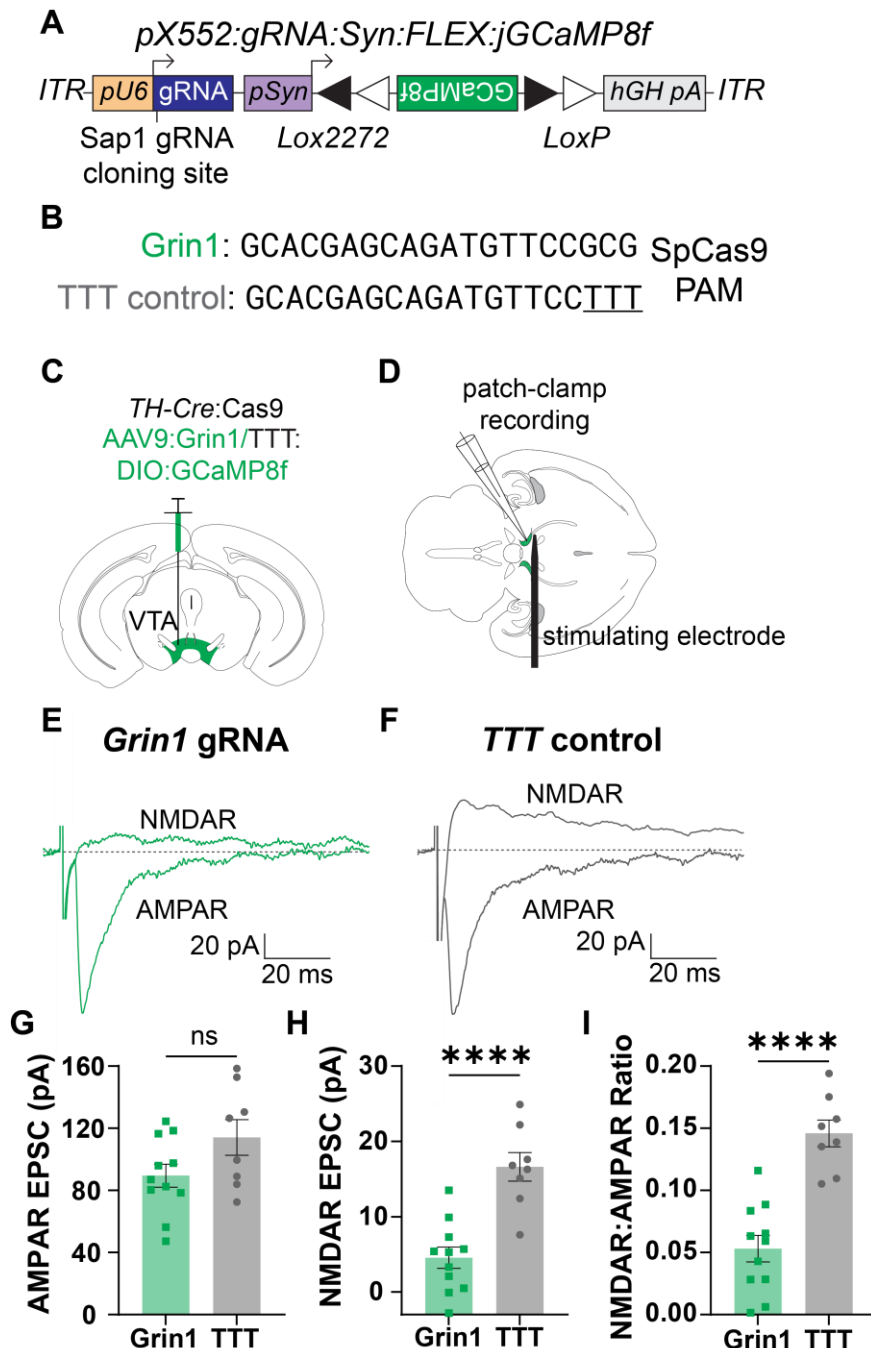 A
pX552:gRNA:Syn:FLEX:jGCaMP8f
ITR pU6 gRNA pSyn GCaMP8f hGH pA ITR
Sap1 gRNA
cloning site
Lox2272 LoxP
B
Grin1: GCACGAGCAGATGTTCCGCG
TTT control: GCACGAGCAGATGTTCCTTT
SpCas9
PAM
C
TH-Cre:Cas9
AAV9:Grin1/TTT:
DIO:GCaMP8f
VTA
D
patch-clamp
recording
stimulating electrode
E
Grin1 gRNA
NMDAR
AMPAR
20 pA
20 ms
F
TTT control
NMDAR
AMPAR
20 pA
20 ms
G
AMPAR EPSC (pA)
160
120
80
40
0
ns
Grin1 TTT
H
NMDAR EPSC (pA)
30
20
10
0
****
Grin1 TTT
I
NMDAR:AMPAR Ratio
0.20
0.15
0.10
0.05
0.00
****
Grin1 TTT